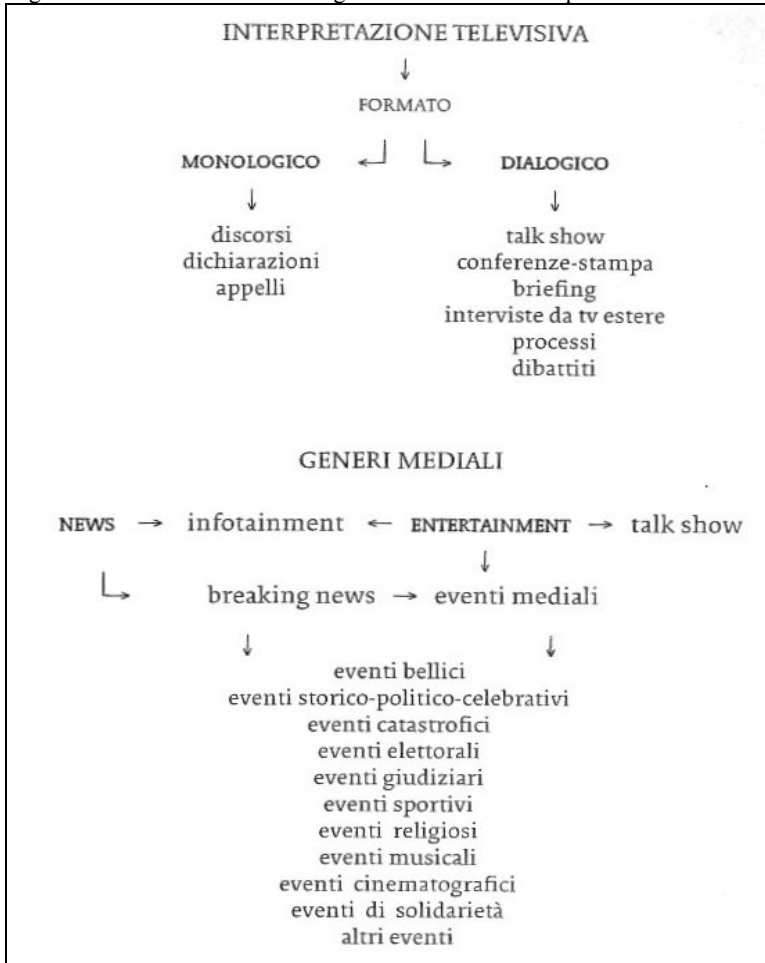 INTERPRETAZIONE TELEVISIVA
↓
FORMATO
MONOLOGICO ← → DIALOGICO
↓ ↓
discorsi talk show
dichiarazioni conferenze-stampa
appelli briefing
interviste da tv estere
processi
dibattiti
GENERI MEDIALI
NEWS → infotainment ← ENTERTAINMENT → talk show
↓
→ breaking news → eventi mediali
↓ ↓
eventi bellici
eventi storico-politico-celebrativi
eventi catastrofici
eventi elettorali
eventi giudiziari
eventi sportivi
eventi religiosi
eventi musicali
eventi cinematografici
eventi di solidarietà
altri eventi